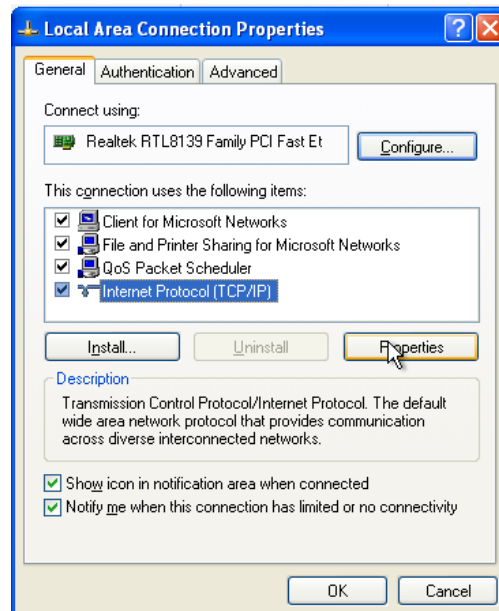 Local Area Connection Properties
General Authentication Advanced
Connect using:
Realtek RTL8139 Family PCI Fast Et
Configure...
This connection uses the following items:
Client for Microsoft Networks
File and Printer Sharing for Microsoft Networks
QoS Packet Scheduler
Internet Protocol (TCP/IP)
Install... Uninstall Properties
Description
Transmission Control Protocol/Internet Protocol. The default
wide area network protocol that provides communication
across diverse interconnected networks.
Show icon in notification area when connected
Notify me when this connection has limited or no connectivity
OK Cancel